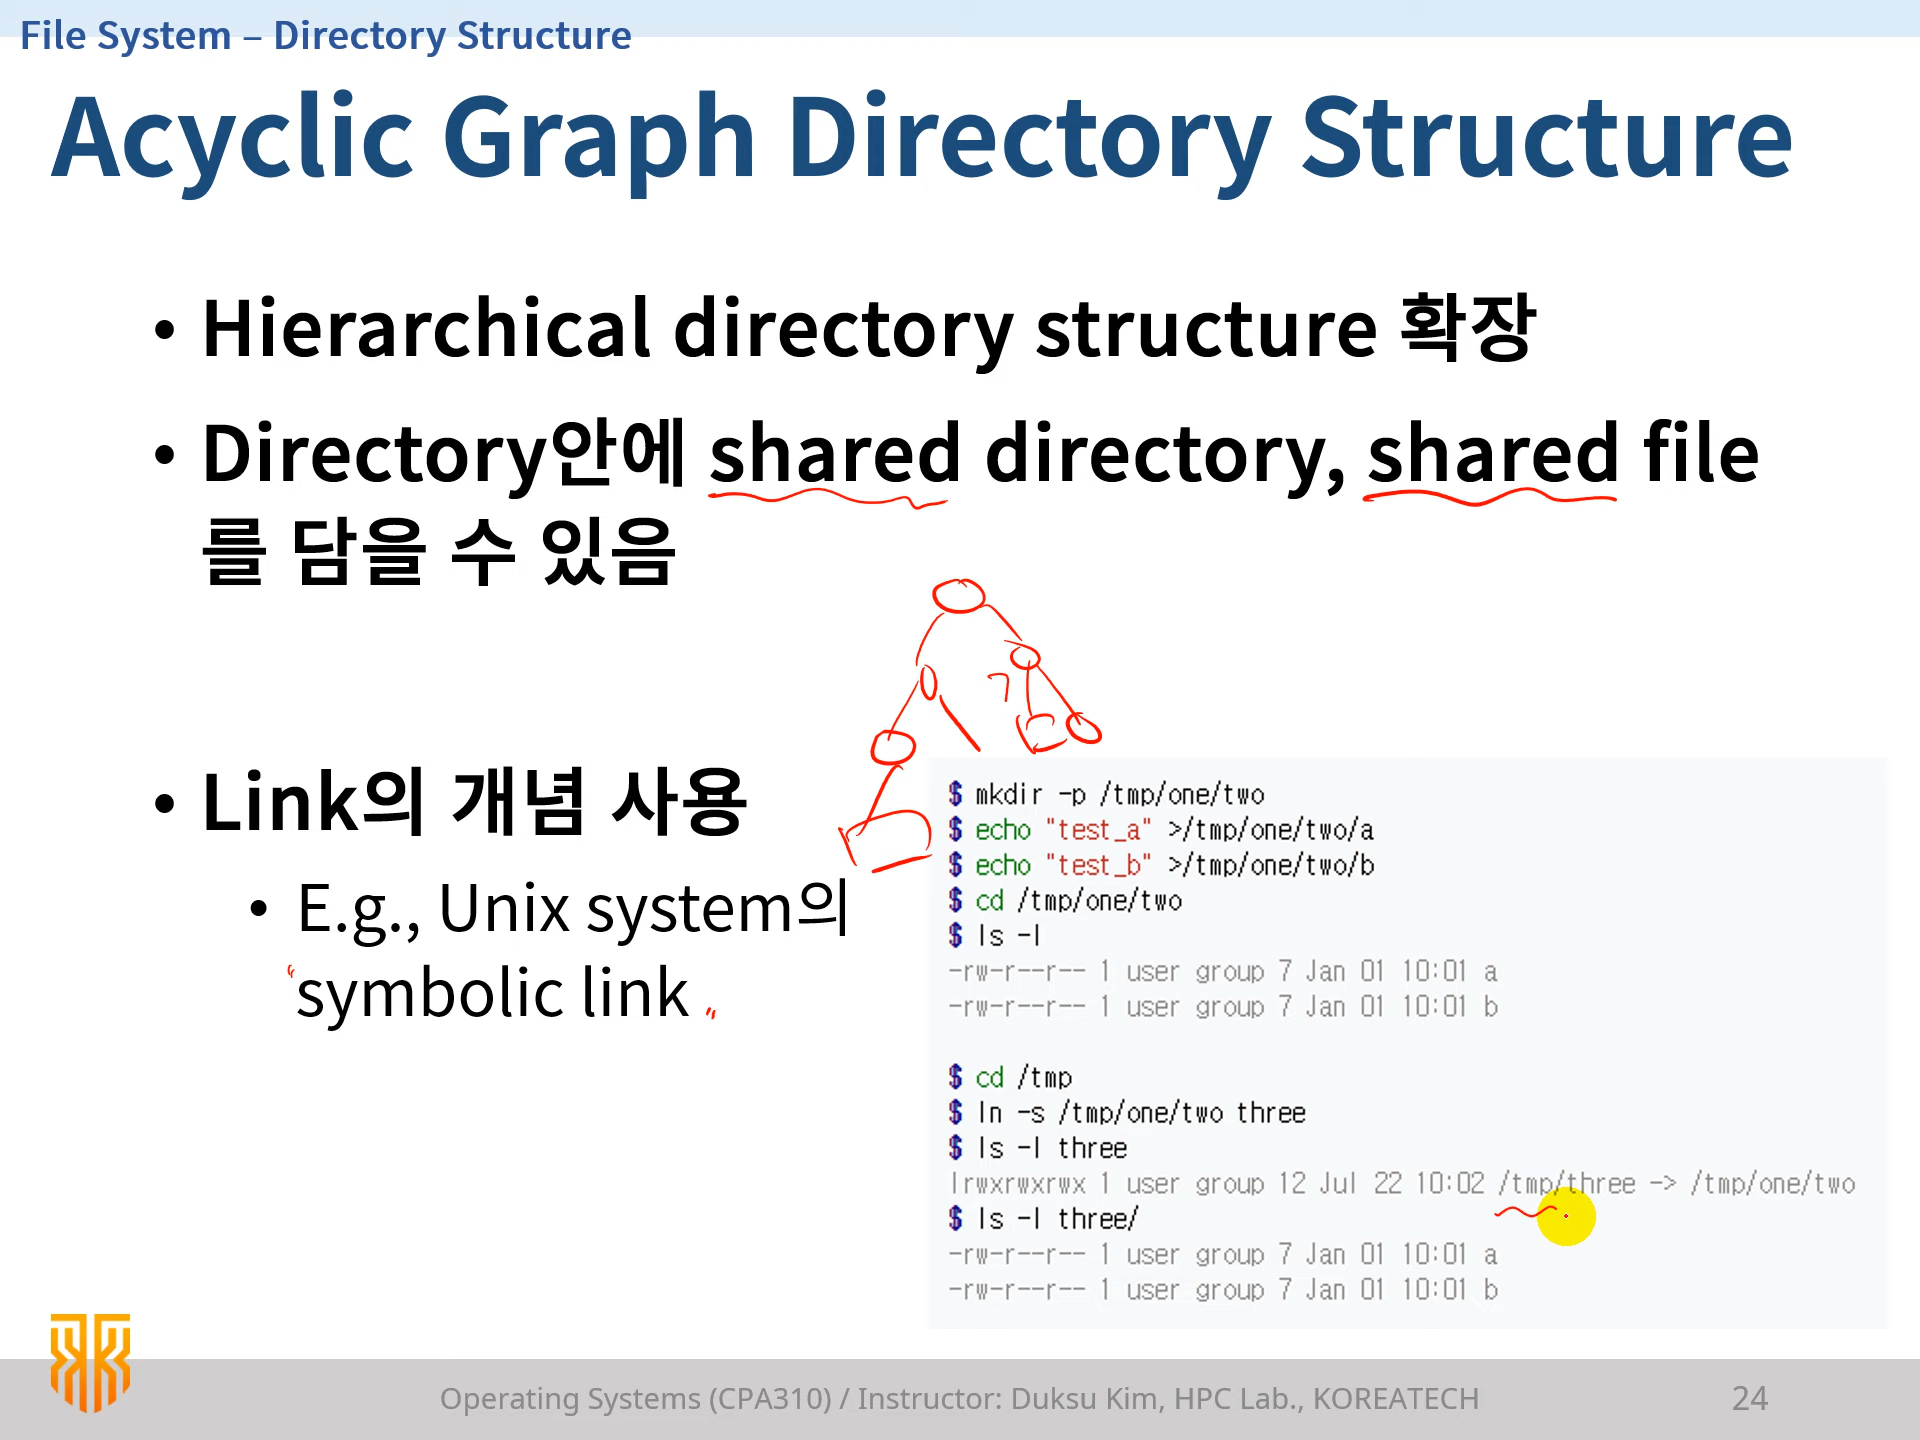 File System – Directory Structure
Acyclic Graph Directory Structure
• Hierarchical directory structure 확장
• Directory안에 shared directory, shared file
를 담을 수 있음
• Link의 개념 사용
• E.g., Unix system의
symbolic link
$ mkdir -p /tmp/one/two
$ echo "test_a" >/tmp/one/two/a
$ echo "test_b" >/tmp/one/two/b
$ cd /tmp/one/two
$ ls -l
-rw-r--r-- 1 user group 7 Jan 01 10:01 a
-rw-r--r-- 1 user group 7 Jan 01 10:01 b
$ cd /tmp
$ ln -s /tmp/one/two three
$ ls -l three
lrwxrwxrwx 1 user group 12 Jul 22 10:02 /tmp/three -> /tmp/one/two
$ ls -l three/
-rw-r--r-- 1 user group 7 Jan 01 10:01 a
-rw-r--r-- 1 user group 7 Jan 01 10:01 b
Operating Systems (CPA310) / Instructor: Duksu Kim, HPC Lab., KOREATECH
24